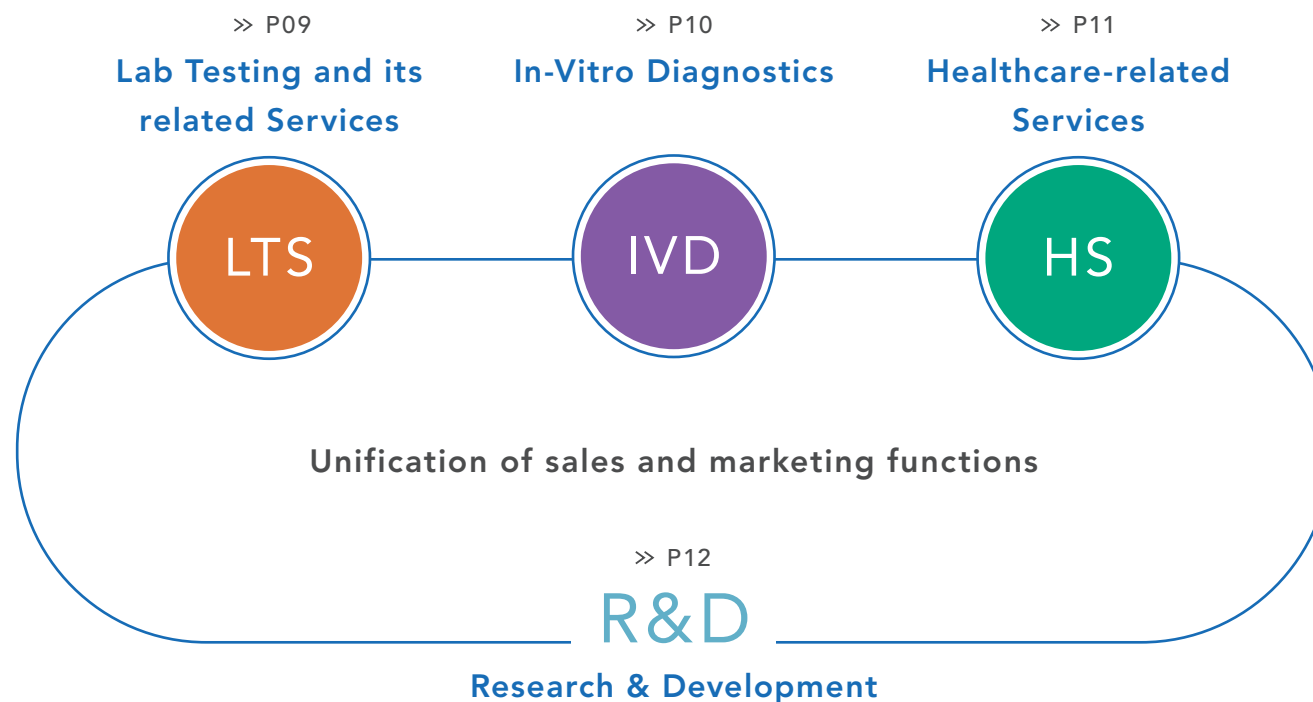 ≫ P09
Lab Testing and its
related Services
LTS
≫ P10
In-Vitro Diagnostics
IVD
≫ P11
Healthcare-related
Services
HS
Unification of sales and marketing functions
≫ P12
R&D
Research & Development